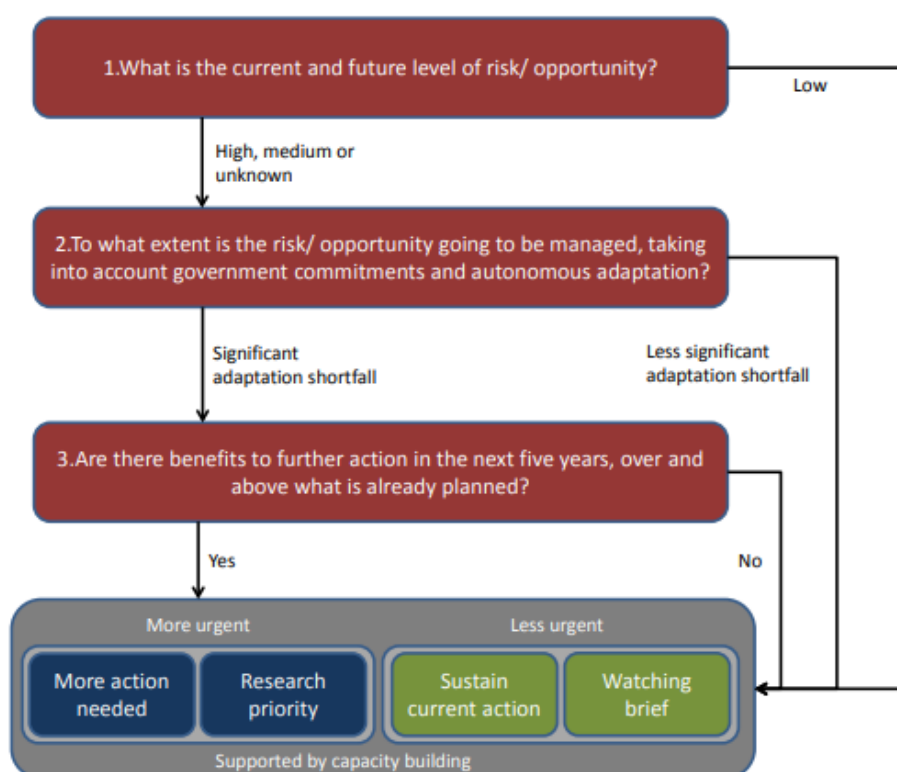 1.What is the current and future level of risk/ opportunity?
Low
High, medium or
unknown
2.To what extent is the risk/ opportunity going to be managed, taking
into account government commitments and autonomous adaptation?
Significant
adaptation shortfall
Less significant
adaptation shortfall
3.Are there benefits to further action in the next five years, over and
above what is already planned?
Yes
No
More urgent
Less urgent
More action
needed
Research
priority
Sustain
current action
Watching
brief
Supported by capacity building